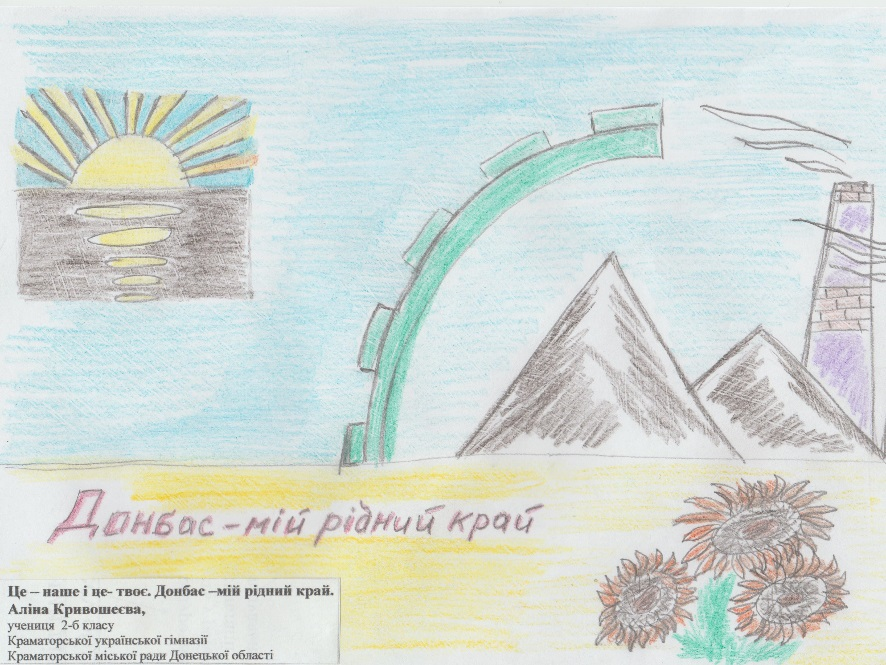 Донбас - мій рідний край
Це – наше і це- твоє. Донбас –мій рідний край.
Аліна Кривошеєва,
учениця 2-б класу
Краматорської української гімназії
Краматорської міської ради Донецької області